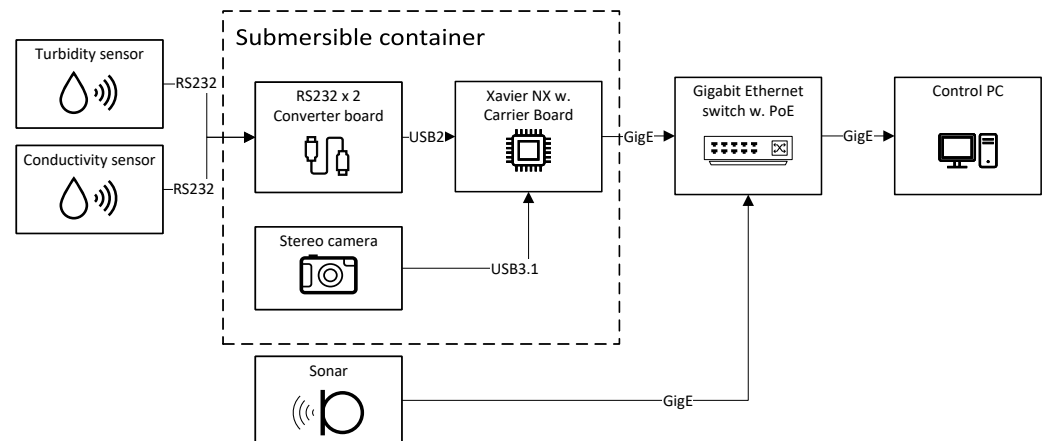 Submersible container
Turbidity sensor
RS232
Conductivity sensor
RS232
RS232 x 2
Converter board
USB2
Xavier NX w.
Carrier Board
GigE
Gigabit Ethernet
switch w. PoE
GigE
Control PC
Stereo camera
USB3.1
Sonar
GigE